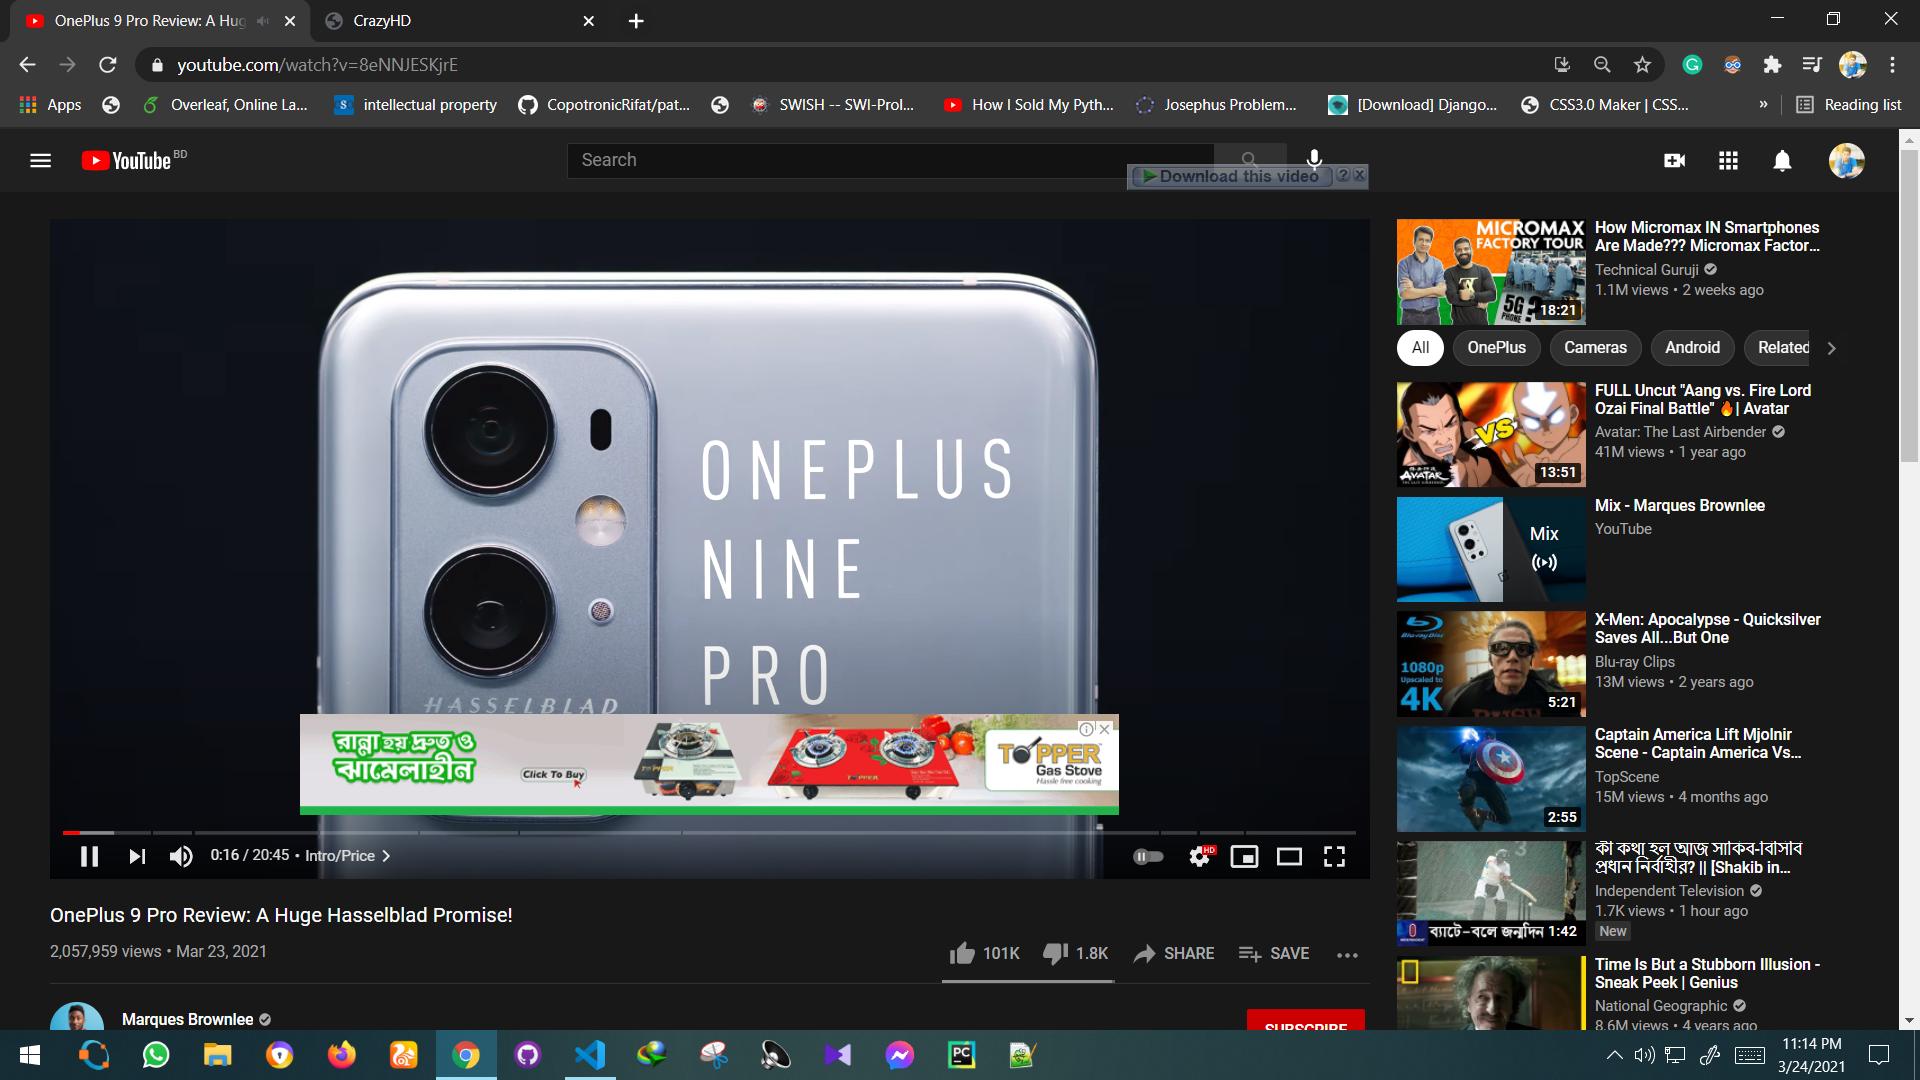 OnePlus 9 Pro Review: A Hug
CrazyHD
youtube.com/watch?v=8eNNJESKjrE
Apps
Overleaf, Online La...
intellectual property
CopotronicRifat/pat...
SWISH -- SWI-Prol...
How I Sold My Pyth...
Josephus Problem...
[Download] Django...
CSS3.0 Maker | CSS...
»
Reading list
YouTube BD
Search
Download this video
ONEPLUS
NINE
PRO
HASSELBLAD
রান্না হয় দ্রুত ও
ঝামেলাহীন
Click To Buy
TOPPER
Gas Stove
Hassle free cooking
0:16 / 20:45 • Intro/Price
HD
OnePlus 9 Pro Review: A Huge Hasselblad Promise!
2,057,959 views • Mar 23, 2021
101K
1.8K
SHARE
SAVE
Marques Brownlee
SUBSCRIBE
MICROMAX
FACTORY TOUR
5G ?
PHONE
18:21
How Micromax IN Smartphones
Are Made??? Micromax Factor...
Technical Guruji
1.1M views • 2 weeks ago
All
OnePlus
Cameras
Android
Related
VS
AVATAR
13:51
FULL Uncut "Aang vs. Fire Lord
Ozai Final Battle" 🔥| Avatar
Avatar: The Last Airbender
41M views • 1 year ago
Mix
Mix - Marques Brownlee
YouTube
Blu-ray Disc
1080p
Upscaled to
4K
5:21
X-Men: Apocalypse - Quicksilver
Saves All...But One
Blu-ray Clips
13M views • 2 years ago
2:55
Captain America Lift Mjolnir
Scene - Captain America Vs...
TopScene
15M views • 4 months ago
ব্যাটে-বলে জন্মদিন
1:42
কী কথা হল আজ সাকিব-বিসিবি
প্রধান নির্বাহীর? || [Shakib in...
Independent Television
1.7K views • 1 hour ago
New
Time Is But a Stubborn Illusion -
Sneak Peek | Genius
National Geographic
8.6M views • 4 years ago
PC
11:14 PM
3/24/2021